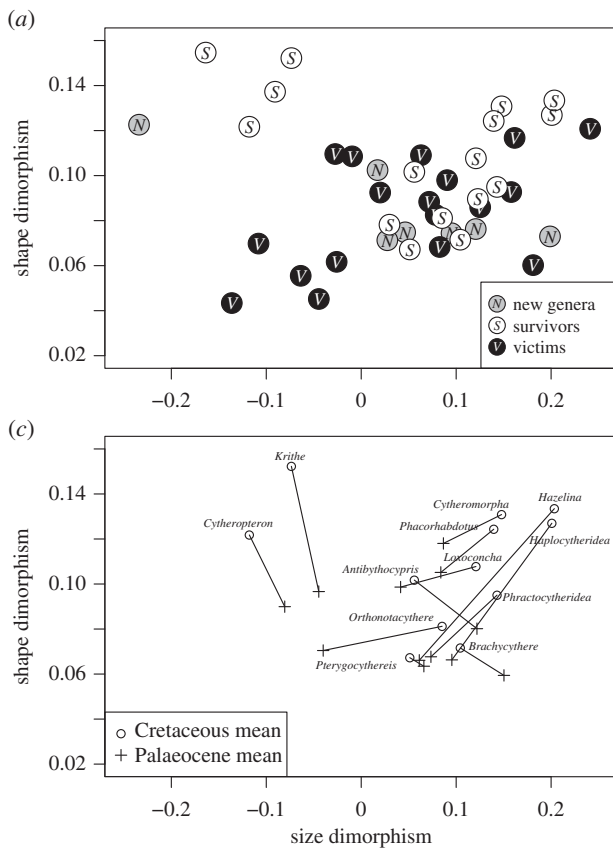 (a)
shape dimorphism
0.14
0.10
0.06
0.02
S
S
S
S
N
V
V
V
N
N
N
V
V
V
V
V
S
S
V
V
V
V
S
S
V
S
N
S
N
S
V
S
S
S
S
S
V
V
V
N
V
N new genera
S survivors
V victims
−0.2 −0.1 0 0.1 0.2
(c)
shape dimorphism
0.14
0.10
0.06
0.02
Krithe
Cytheropteron
Cytheromorpha
Hazelina
Phacorhabdotus
Haplocytheridea
Loxoconcha
Antibythocypris
Phractocytheridea
Orthonotacythere
Brachycythere
Pterygocythereis
Cretaceous mean
Palaeocene mean
−0.2 −0.1 0 0.1 0.2
size dimorphism